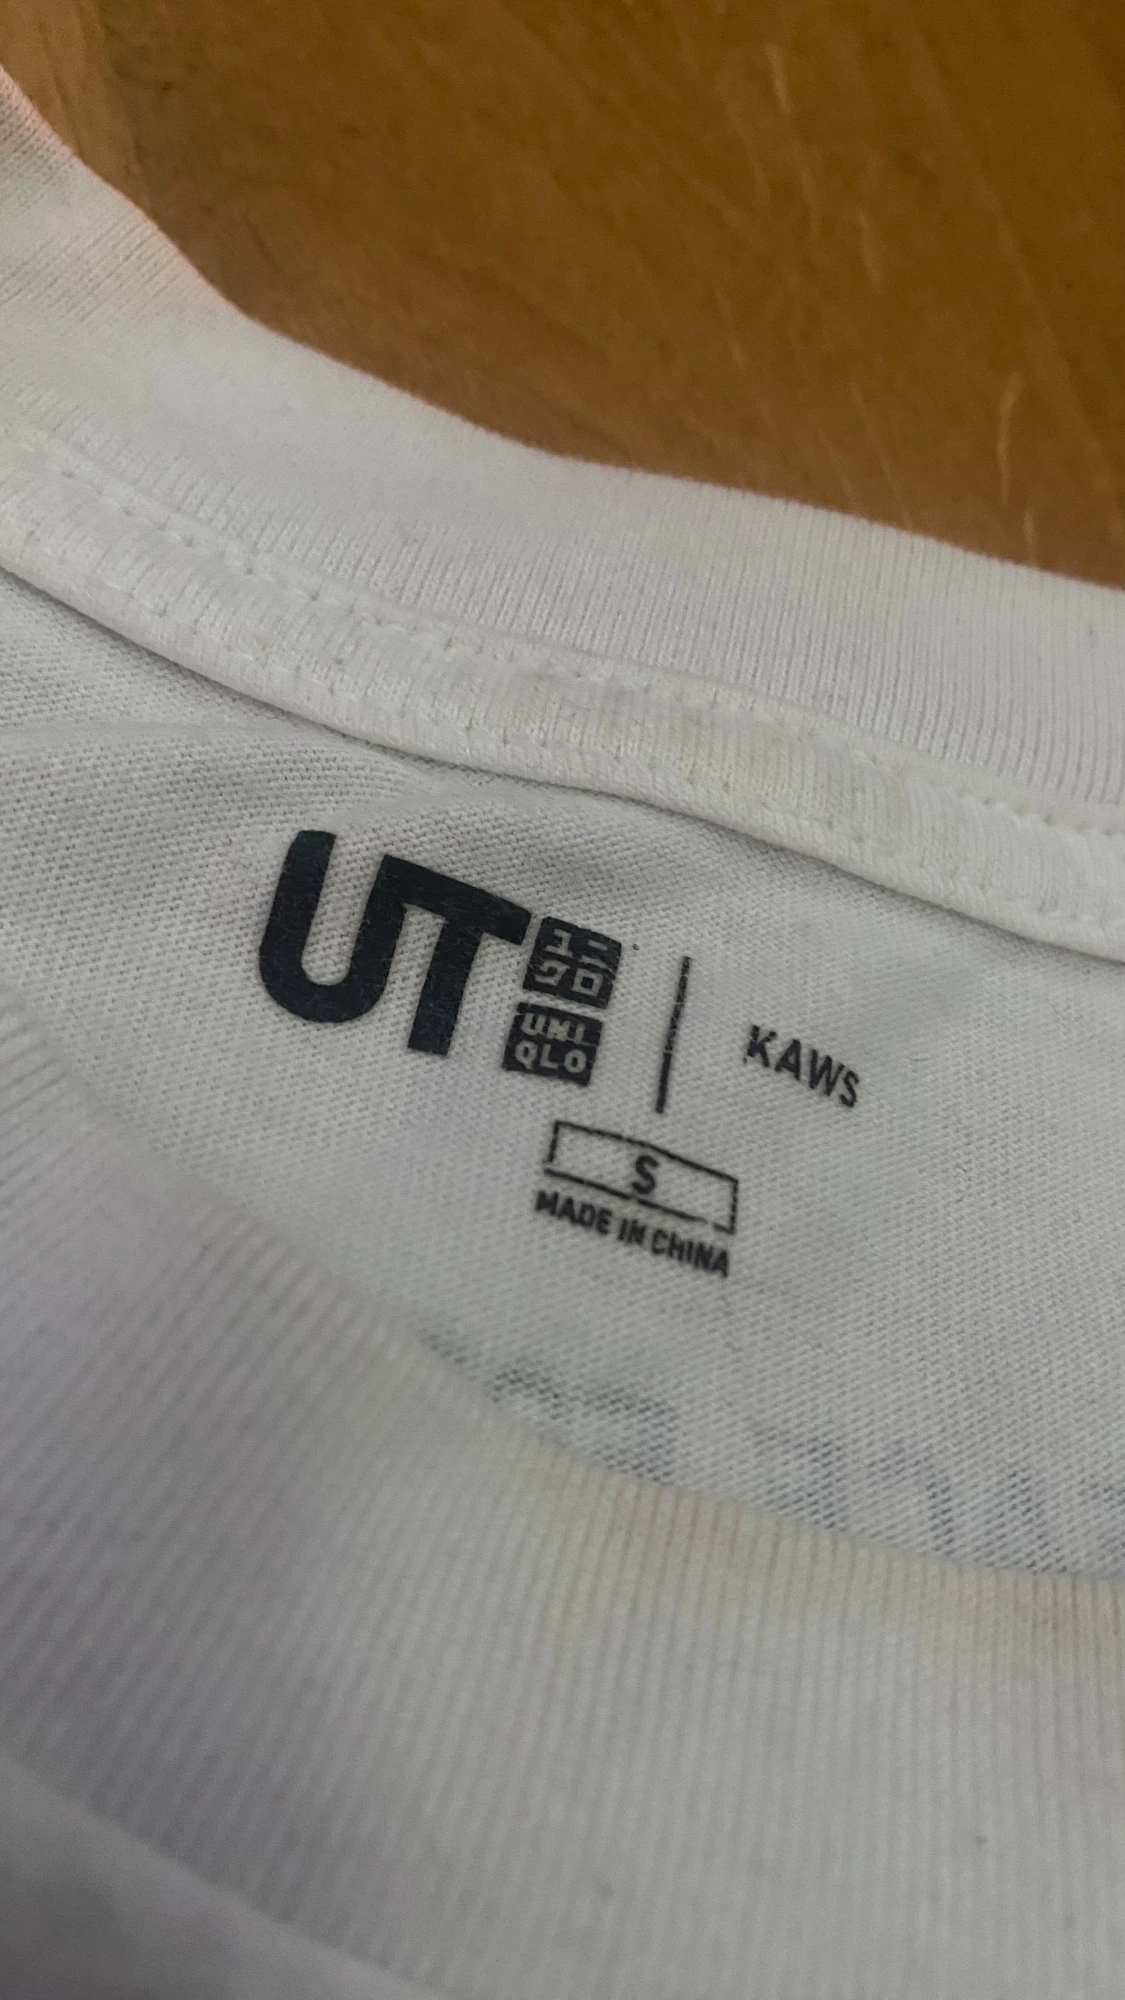 UT
ユニ
クロ
UNI
QLO
KAWS
S
MADE IN CHINA